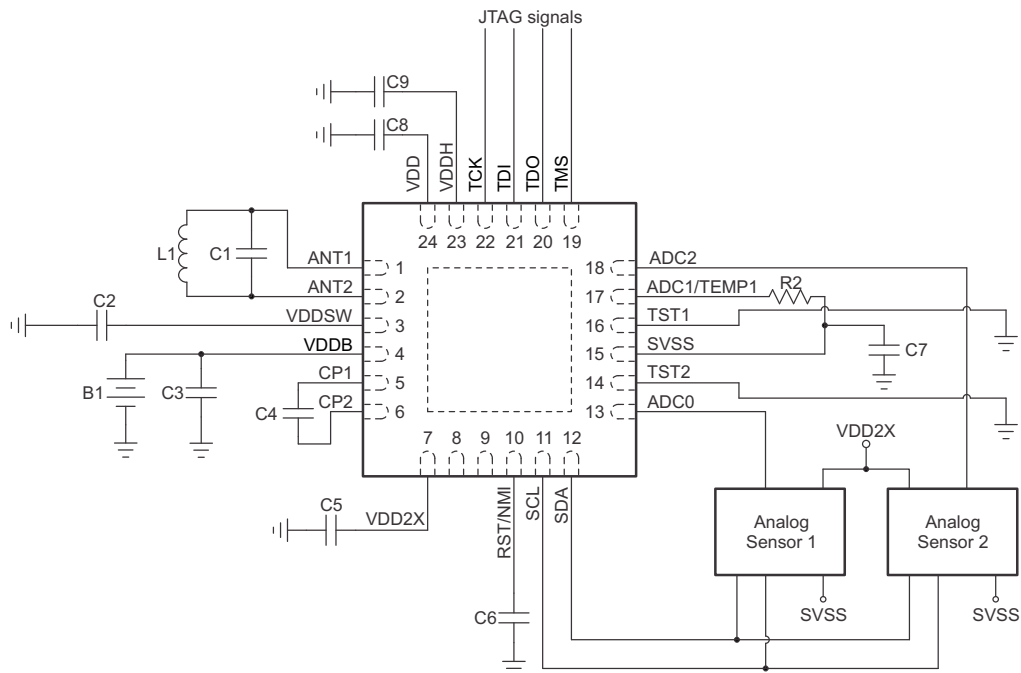 JTAG signals
C9
C8
VDD
VDDH
TCK
TDI
TDO
TMS
24 23 22 21 20 19
L1
C1
ANT1
1
ANT2
2
C2
VDDSW
3
VDDB
4
B1
C3
CP1
5
C4
CP2
6
18
ADC2
17
ADC1/TEMP1
R2
16
TST1
15
SVSS
C7
14
TST2
13
ADC0
7 8 9 10 11 12
C5
VDD2X
RST/NMI
SCL
SDA
C6
VDD2X
Analog
Sensor 1
Analog
Sensor 2
SVSS
SVSS